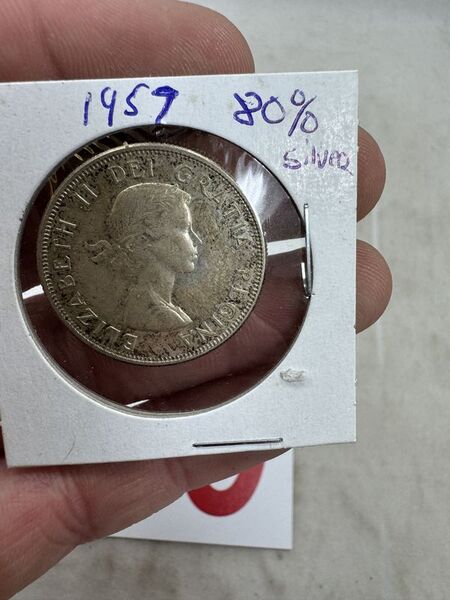 1957 80%
silver
ELIZABETH II DEI GRATIA REGINA